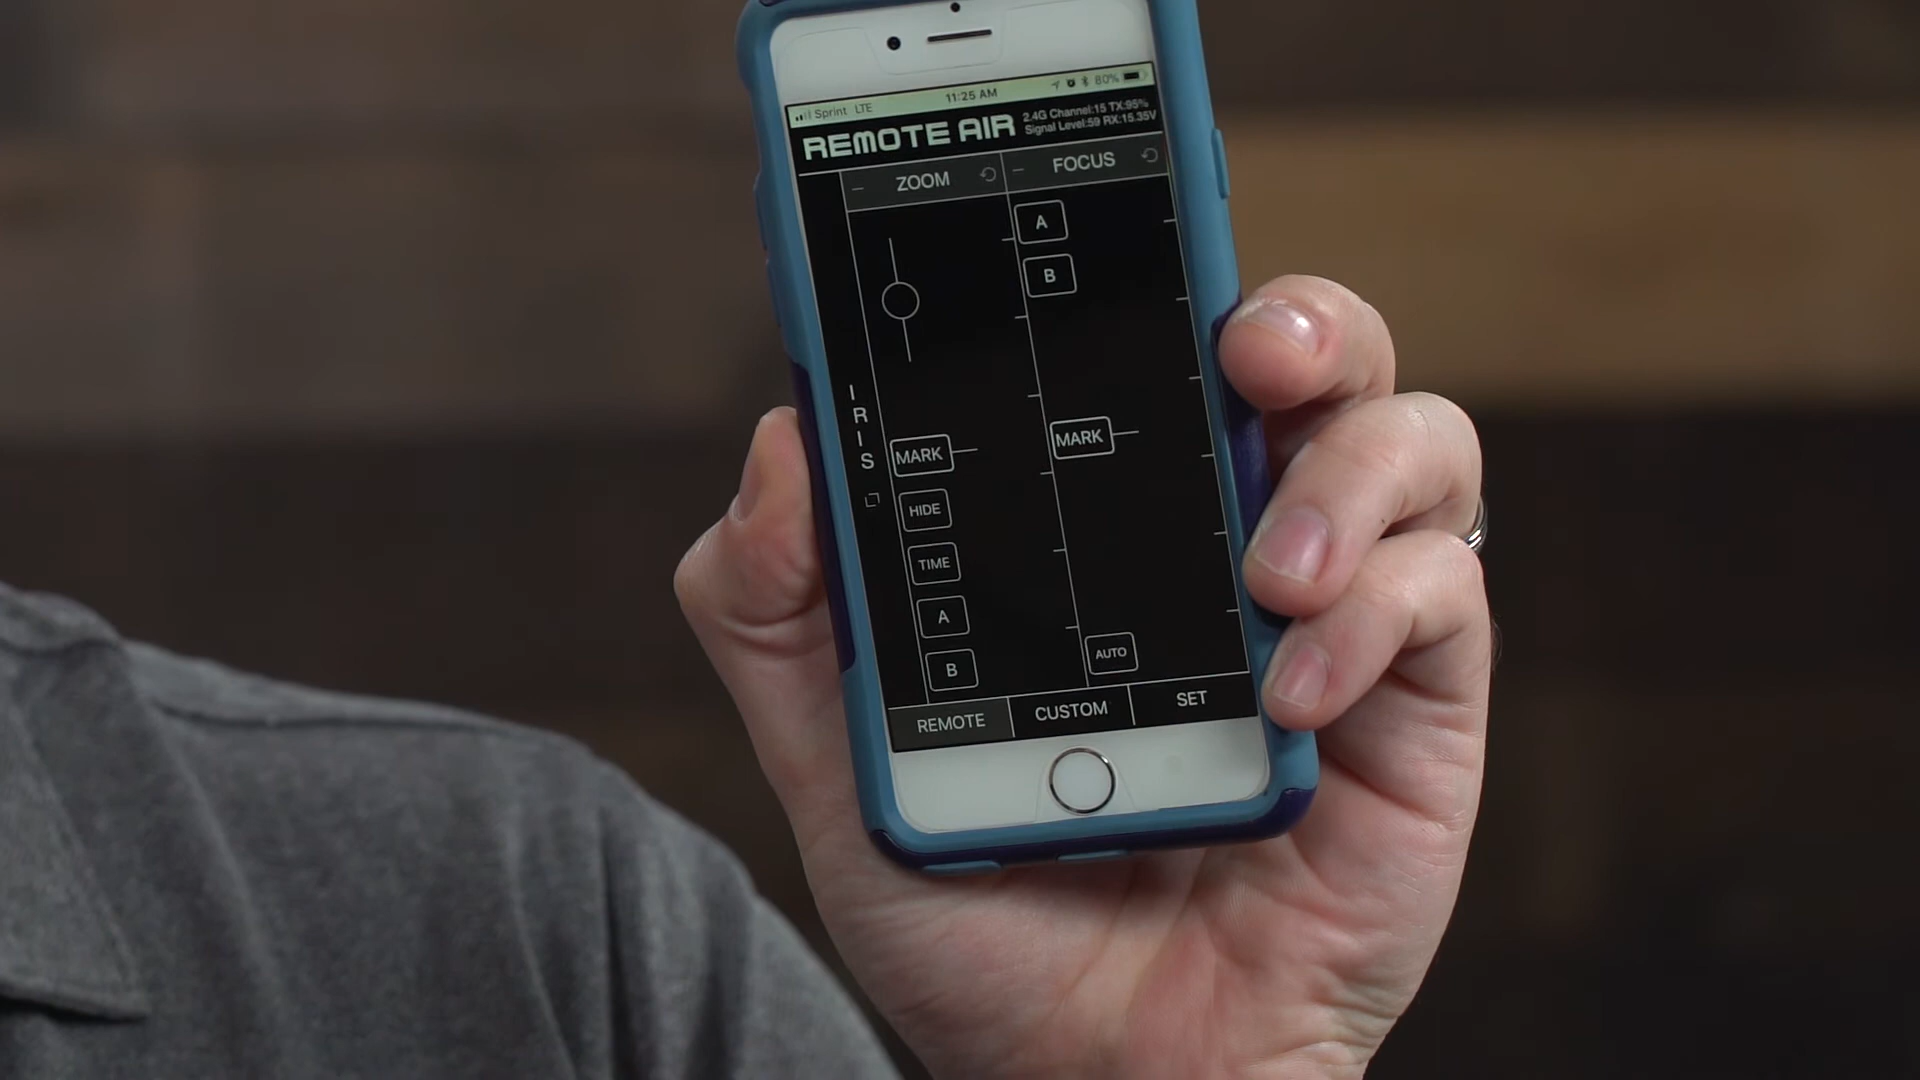 Sprint LTE 11:25 AM 80%
REMOTE AIR
2.4G Channel:15 TX:95%
Signal Level:59 RX:15.35V
ZOOM
FOCUS
A
B
IRIS
MARK
MARK
HIDE
TIME
A
B
AUTO
REMOTE CUSTOM SET